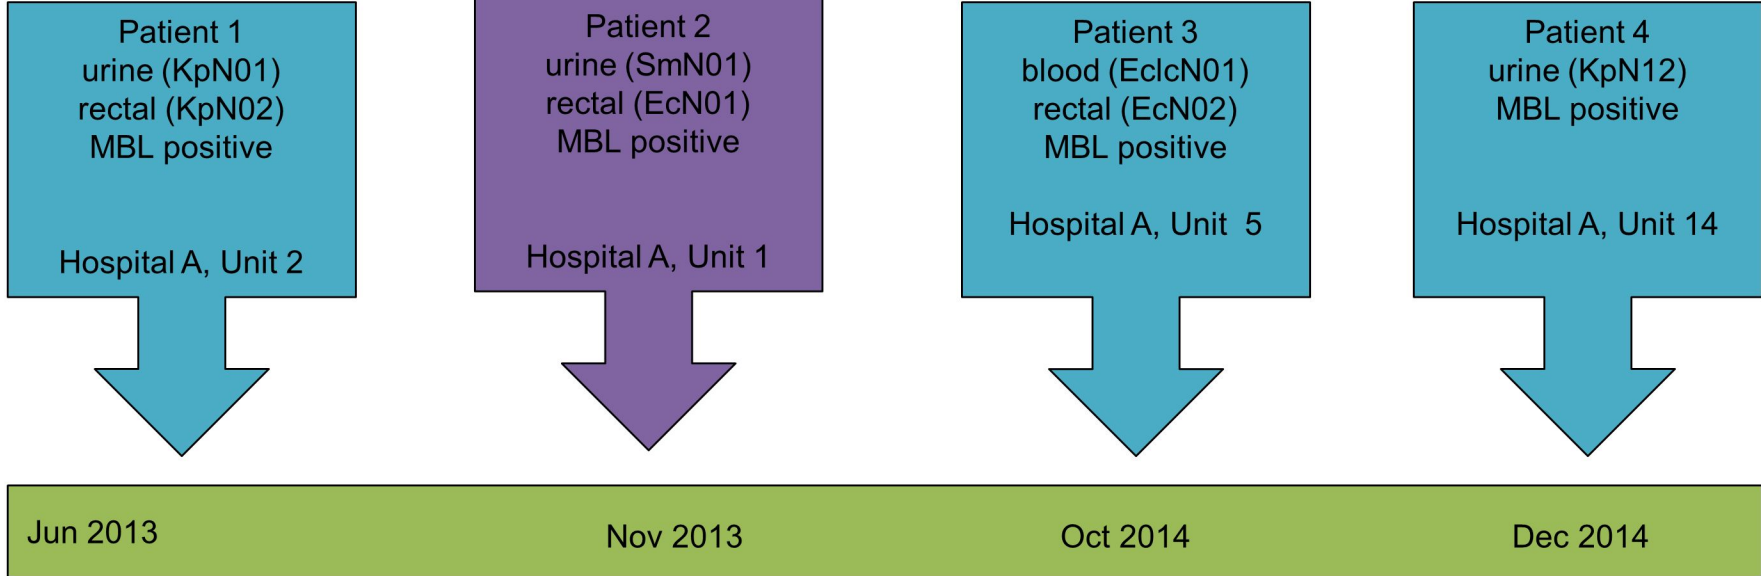 Patient 1
urine (KpN01)
rectal (KpN02)
MBL positive
Hospital A, Unit 2
Patient 2
urine (SmN01)
rectal (EcN01)
MBL positive
Hospital A, Unit 1
Patient 3
blood (EclcN01)
rectal (EcN02)
MBL positive
Hospital A, Unit  5
Patient 4
urine (KpN12)
MBL positive
Hospital A, Unit 14
Jun 2013
Nov 2013
Oct 2014
Dec 2014